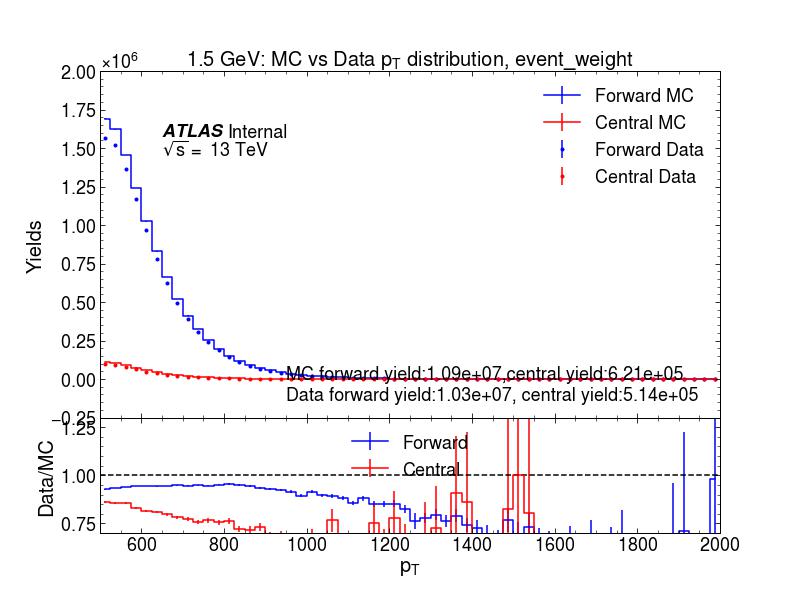 ×10⁶
1.5 GeV: MC vs Data p_T distribution, event_weight
2.00
1.75
1.50
1.25
1.00
0.75
0.50
0.25
0.00
−0.25
Yields
ATLAS Internal
√s = 13 TeV
Forward MC
Central MC
Forward Data
Central Data
MC forward yield:1.09e+07,central yield:6.21e+05
Data forward yield:1.03e+07, central yield:5.14e+05
1.25
1.00
0.75
Data/MC
Forward
Central
600 800 1000 1200 1400 1600 1800 2000
p_T